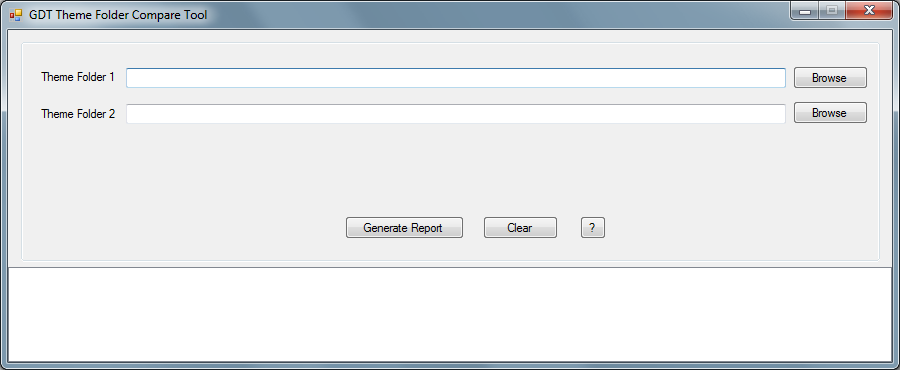 GDT Theme Folder Compare Tool
Theme Folder 1 Browse
Theme Folder 2 Browse
Generate Report Clear ?